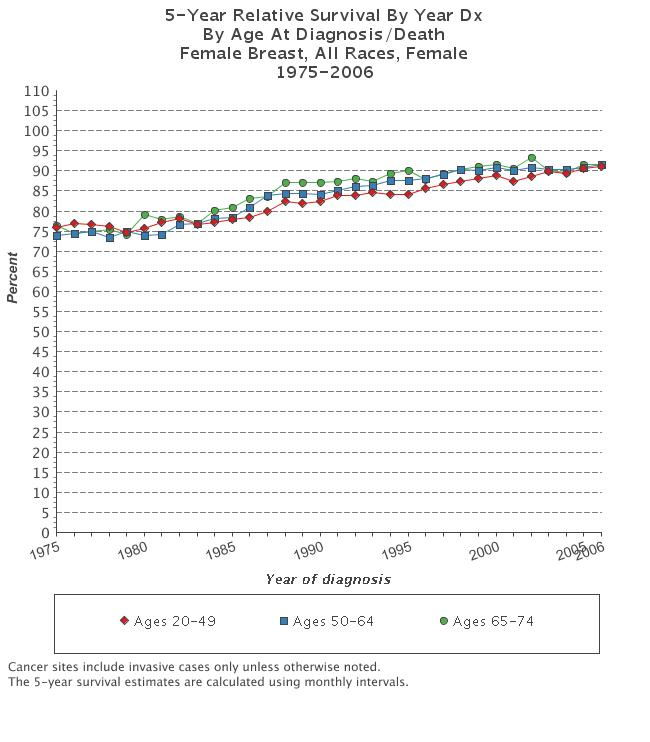 5-Year Relative Survival By Year Dx
By Age At Diagnosis/Death
Female Breast, All Races, Female
1975-2006
110
105
100
95
90
85
80
75
70
65
60
55
50
45
40
35
30
25
20
15
10
5
0
Percent
1975 1980 1985 1990 1995 2000 2005 2006
Year of diagnosis
Ages 20-49 Ages 50-64 Ages 65-74
Cancer sites include invasive cases only unless otherwise noted.
The 5-year survival estimates are calculated using monthly intervals.